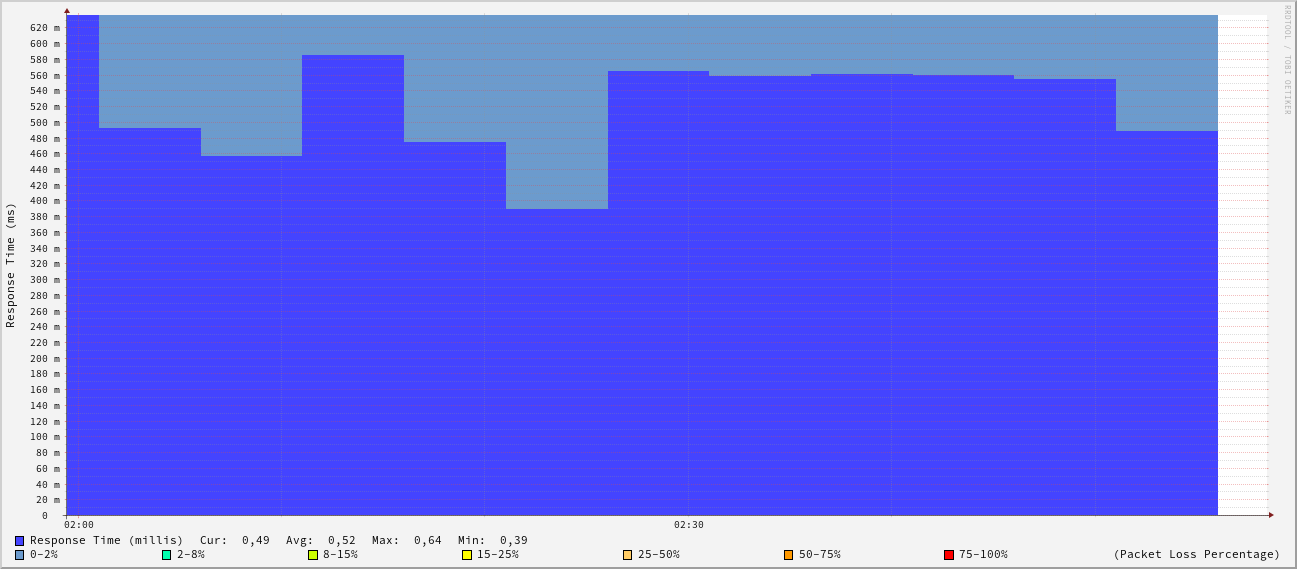 RRDTOOL / TOBI OETIKER
Response Time (ms)
620 m
600 m
580 m
560 m
540 m
520 m
500 m
480 m
460 m
440 m
420 m
400 m
380 m
360 m
340 m
320 m
300 m
280 m
260 m
240 m
220 m
200 m
180 m
160 m
140 m
120 m
100 m
80 m
60 m
40 m
20 m
0
02:00 02:30
Response Time (millis) Cur: 0,49 Avg: 0,52 Max: 0,64 Min: 0,39
0-2% 2-8% 8-15% 15-25% 25-50% 50-75% 75-100% (Packet Loss Percentage)